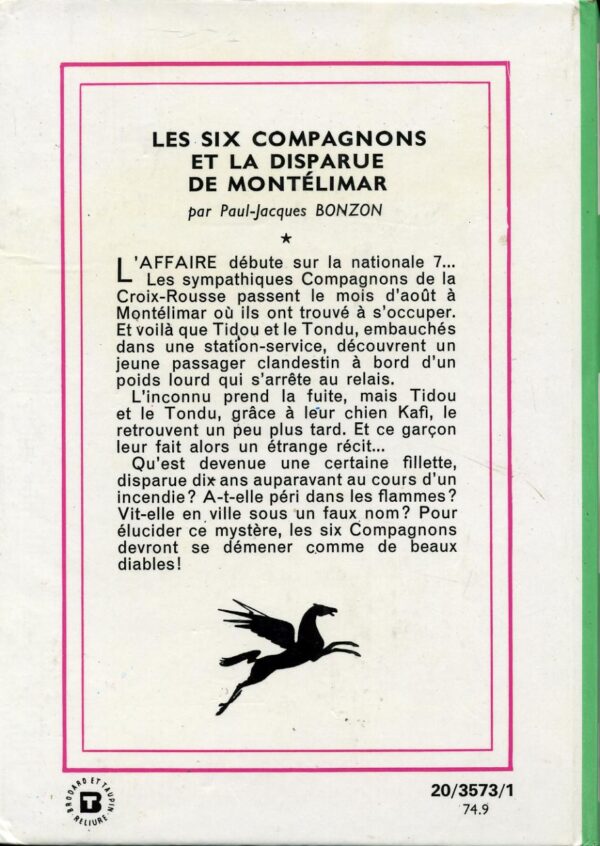 LES SIX COMPAGNONS
ET LA DISPARUE
DE MONTÉLIMAR
par Paul-Jacques BONZON
★
L'AFFAIRE débute sur la nationale 7...
Les sympathiques Compagnons de la
Croix-Rousse passent le mois d'août à
Montélimar où ils ont trouvé à s'occuper.
Et voilà que Tidou et le Tondu, embauchés
dans une station-service, découvrent un
jeune passager clandestin à bord d'un
poids lourd qui s'arrête au relais.
L'inconnu prend la fuite, mais Tidou
et le Tondu, grâce à leur chien Kafi, le
retrouvent un peu plus tard. Et ce garçon
leur fait alors un étrange récit...
Qu'est devenue une certaine fillette,
disparue dix ans auparavant au cours d'un
incendie? A-t-elle péri dans les flammes?
Vit-elle en ville sous un faux nom? Pour
élucider ce mystère, les six Compagnons
devront se démener comme de beaux
diables!
BRODARD ET TAUPIN
BT
RELIURE
20/3573/1
74.9